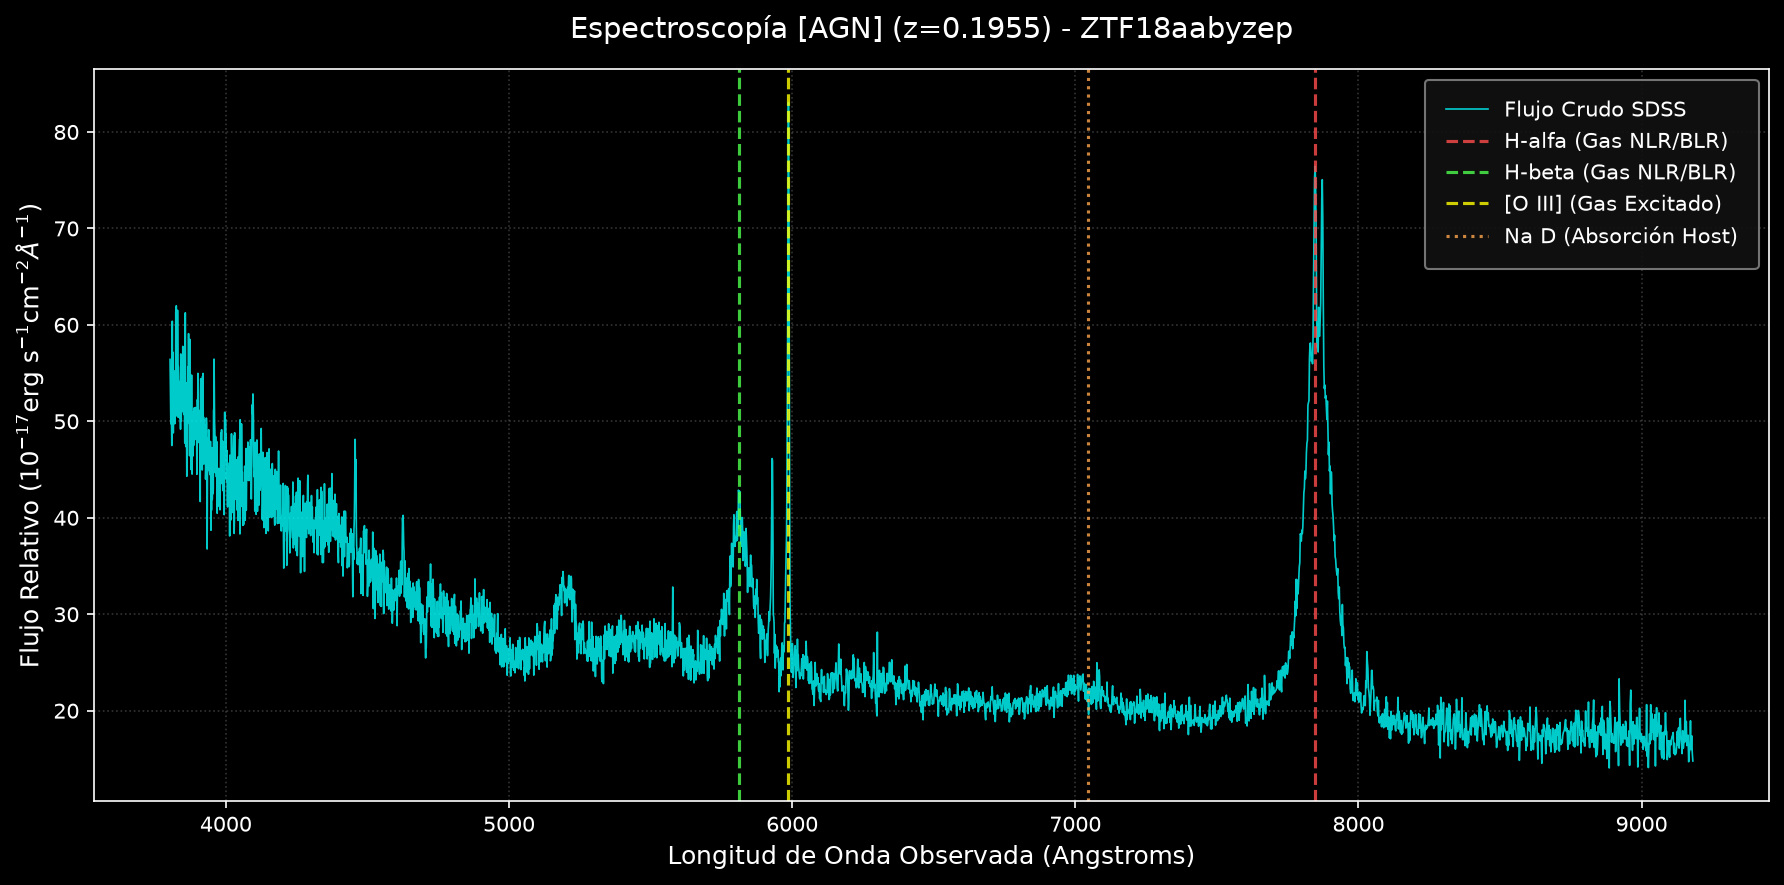 Espectroscopía [AGN] (z=0.1955) - ZTF18aabyzep
Flujo Crudo SDSS
H-alfa (Gas NLR/BLR)
H-beta (Gas NLR/BLR)
[O III] (Gas Excitado)
Na D (Absorción Host)
Flujo Relativo (10⁻¹⁷erg s⁻¹cm⁻²Å⁻¹)
80
70
60
50
40
30
20
4000 5000 6000 7000 8000 9000
Longitud de Onda Observada (Angstroms)